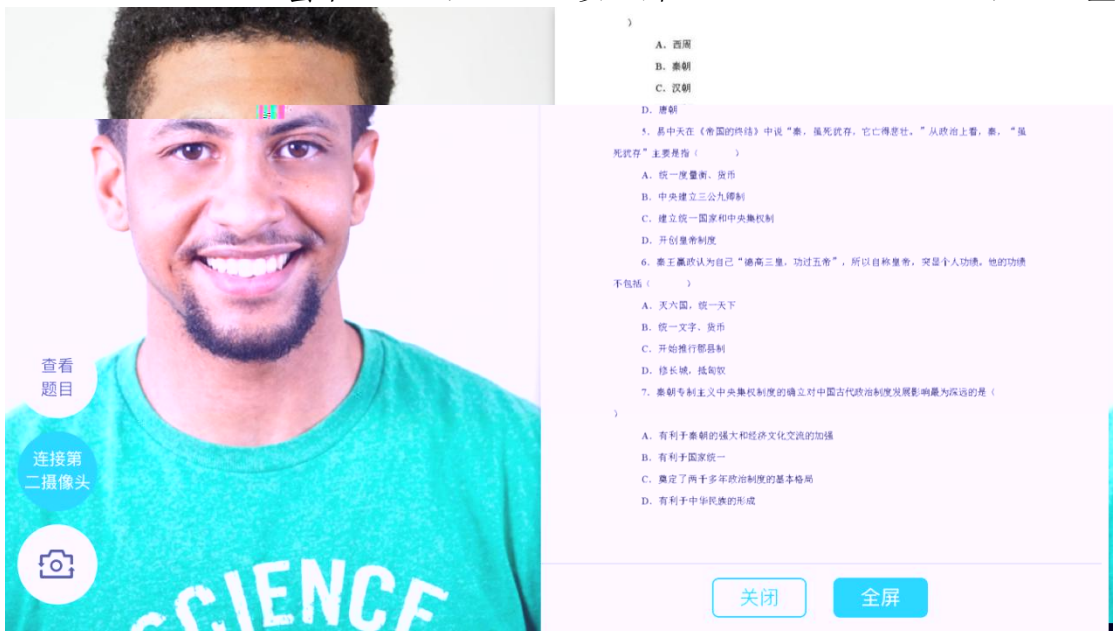 查看
题目
连接第
二摄像头
SCIENCE
）
A．西周
B．秦朝
C．汉朝
D．唐朝
5．易中天在《帝国的终结》中说“秦，虽死犹存，它亡得悲壮。”从政治上看，秦，“虽
死犹存”主要是指（ ）
A．统一度量衡、货币
B．中央建立三公九卿制
C．建立统一国家和中央集权制
D．开创皇帝制度
6．秦王嬴政认为自己“德高三皇，功过五帝”，所以自称皇帝，突显个人功绩，他的功绩
不包括（ ）
A．灭六国，统一天下
B．统一文字、货币
C．开始推行郡县制
D．修长城，抵匈奴
7．秦朝专制主义中央集权制度的确立对中国古代政治制度发展影响最为深远的是（
）
A．有利于秦朝的强大和经济文化交流的加强
B．有利于国家统一
C．奠定了两千多年政治制度的基本格局
D．有利于中华民族的形成
关闭
全屏